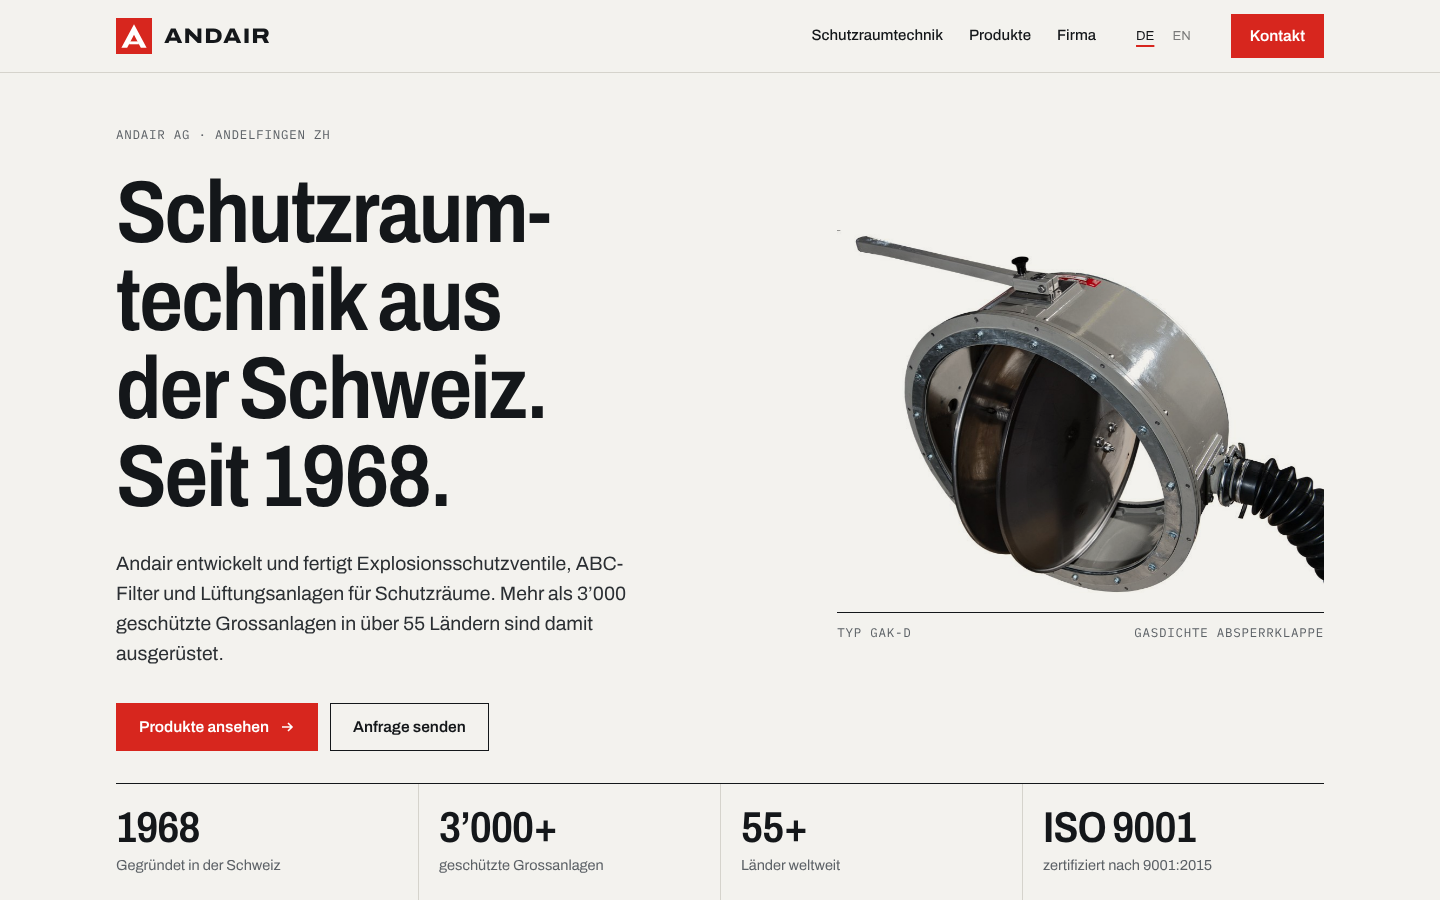 ANDAIR
Schutzraumtechnik
Produkte
Firma
DE
EN
Kontakt
ANDAIR AG · ANDELFINGEN ZH
Schutzraum-
technik aus
der Schweiz.
Seit 1968.
Andair entwickelt und fertigt Explosionsschutzventile, ABC-
Filter und Lüftungsanlagen für Schutzräume. Mehr als 3’000
geschützte Grossanlagen in über 55 Ländern sind damit
ausgerüstet.
Produkte ansehen →
Anfrage senden
TYP GAK-D
GASDICHTE ABSPERRKLAPPE
1968
Gegründet in der Schweiz
3’000+
geschützte Grossanlagen
55+
Länder weltweit
ISO 9001
zertifiziert nach 9001:2015